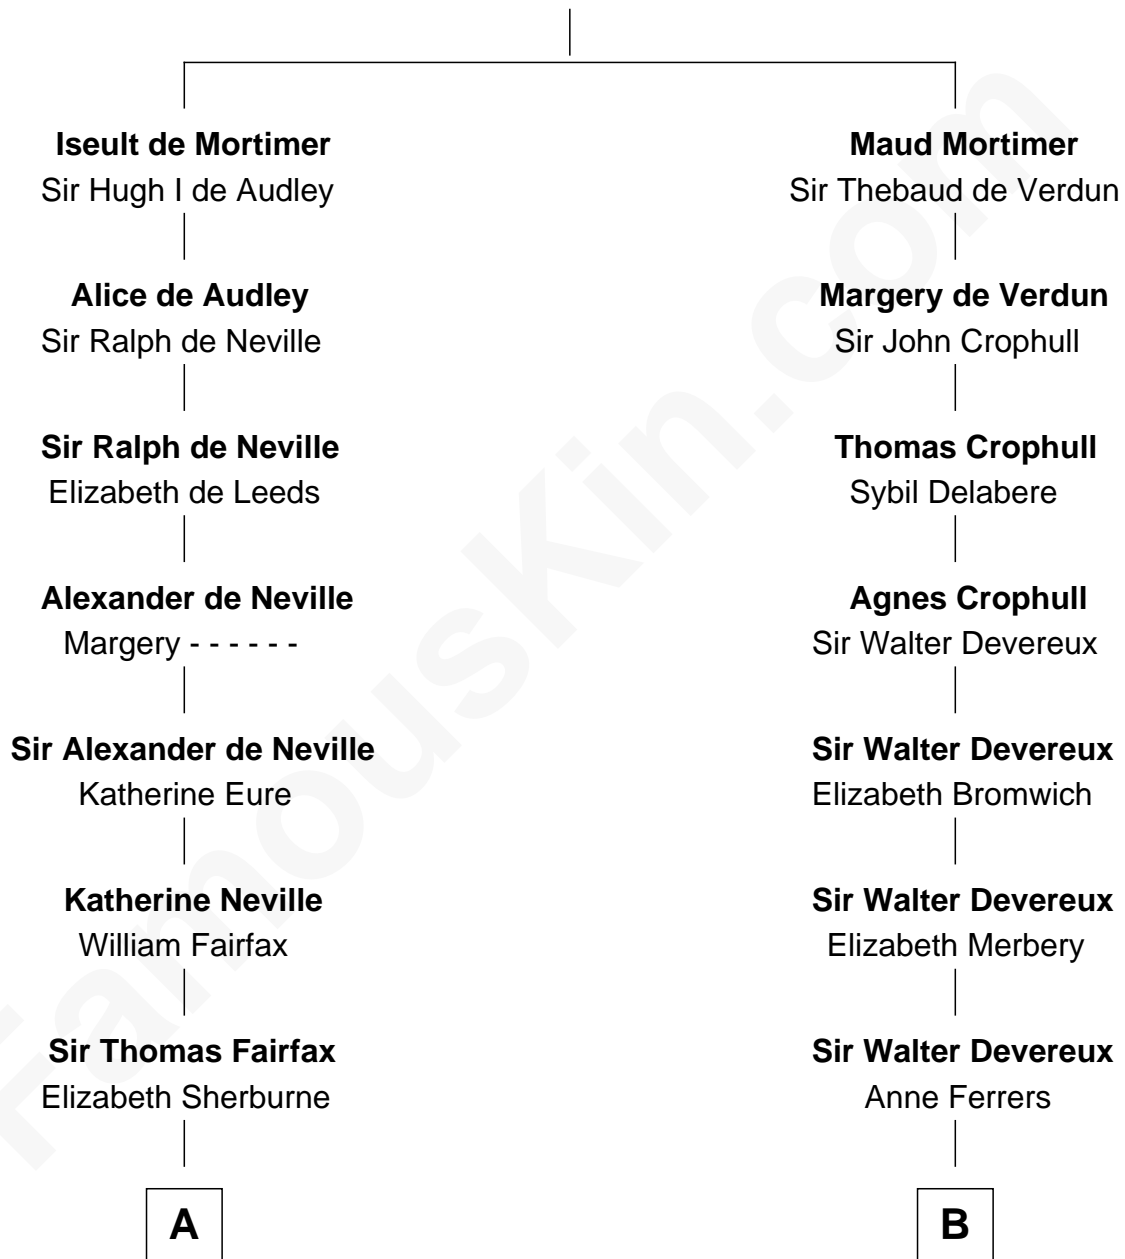 Iseult de Mortimer
Sir Hugh I de Audley
Alice de Audley
Sir Ralph de Neville
Sir Ralph de Neville
Elizabeth de Leeds
Alexander de Neville
Margery - - - - - -
Sir Alexander de Neville
Katherine Eure
Katherine Neville
William Fairfax
Sir Thomas Fairfax
Elizabeth Sherburne
A
Maud Mortimer
Sir Thebaud de Verdun
Margery de Verdun
Sir John Crophull
Thomas Crophull
Sybil Delabere
Agnes Crophull
Sir Walter Devereux
Sir Walter Devereux
Elizabeth Bromwich
Sir Walter Devereux
Elizabeth Merbery
Sir Walter Devereux
Anne Ferrers
B
FamousKin.com